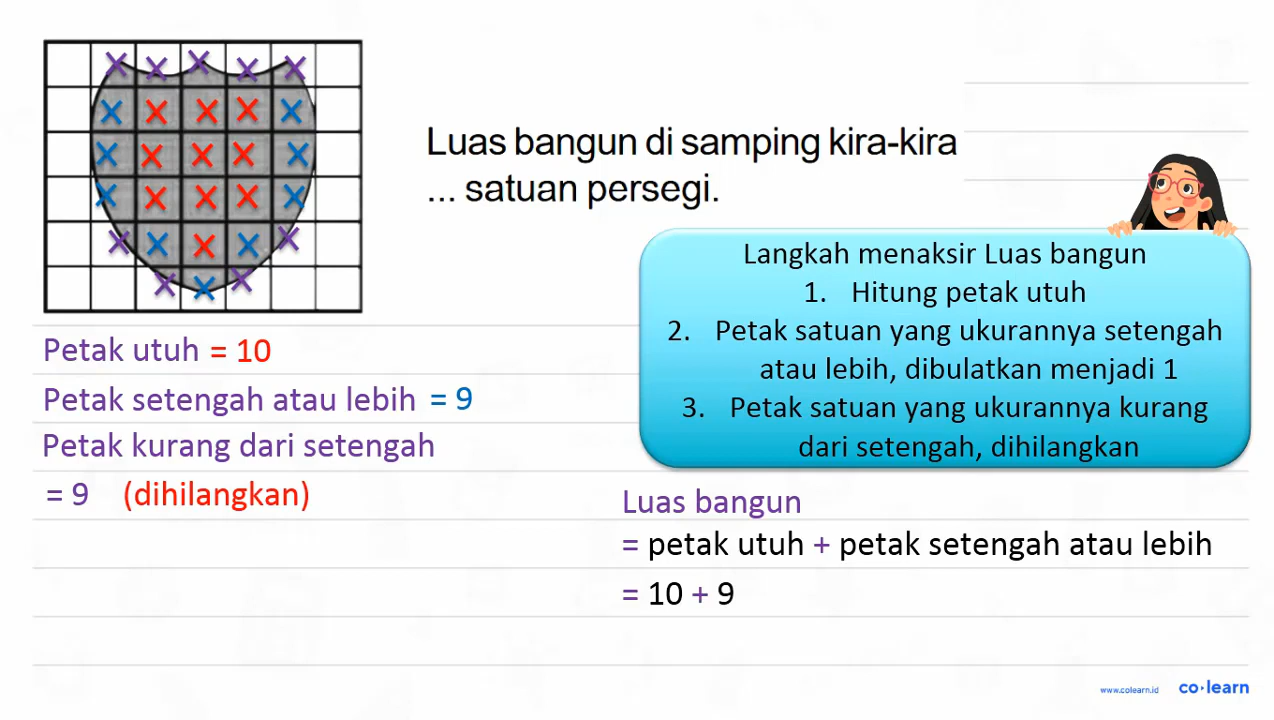 Luas bangun di samping kira-kira
... satuan persegi.
Langkah menaksir Luas bangun
1. Hitung petak utuh
2. Petak satuan yang ukurannya setengah
atau lebih, dibulatkan menjadi 1
3. Petak satuan yang ukurannya kurang
dari setengah, dihilangkan
Petak utuh = 10
Petak setengah atau lebih = 9
Petak kurang dari setengah
= 9 (dihilangkan)
Luas bangun
= petak utuh + petak setengah atau lebih
= 10 + 9
www.colearn.id co·learn